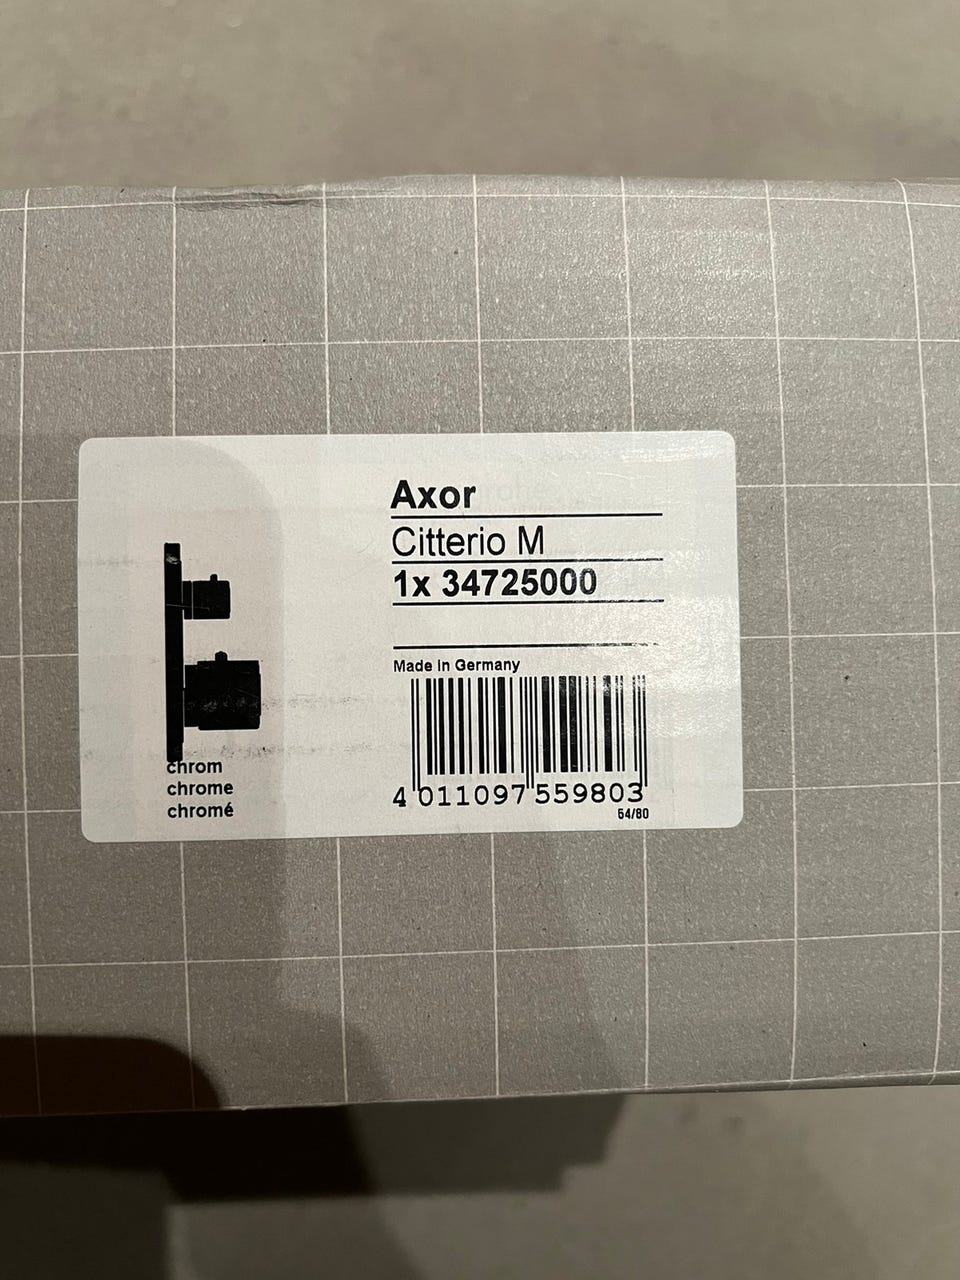 Axor
Citterio M
1x 34725000
Made in Germany
chrom
chrome
chromé
4 011097 559803
64/80